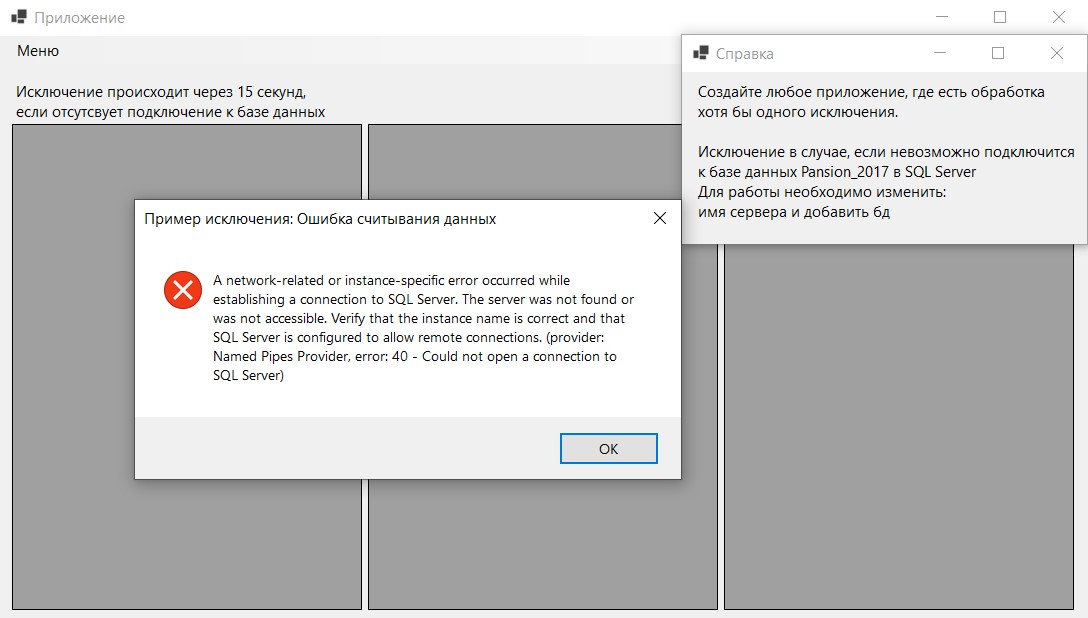 Приложение
Меню
Исключение происходит через 15 секунд,
если отсутсвует подключение к базе данных
Справка
Создайте любое приложение, где есть обработка
хотя бы одного исключения.
Исключение в случае, если невозможно подключится
к базе данных Pansion_2017 в SQL Server
Для работы необходимо изменить:
имя сервера и добавить бд
Пример исключения: Ошибка считывания данных
A network-related or instance-specific error occurred while
establishing a connection to SQL Server. The server was not found or
was not accessible. Verify that the instance name is correct and that
SQL Server is configured to allow remote connections. (provider:
Named Pipes Provider, error: 40 - Could not open a connection to
SQL Server)
OK